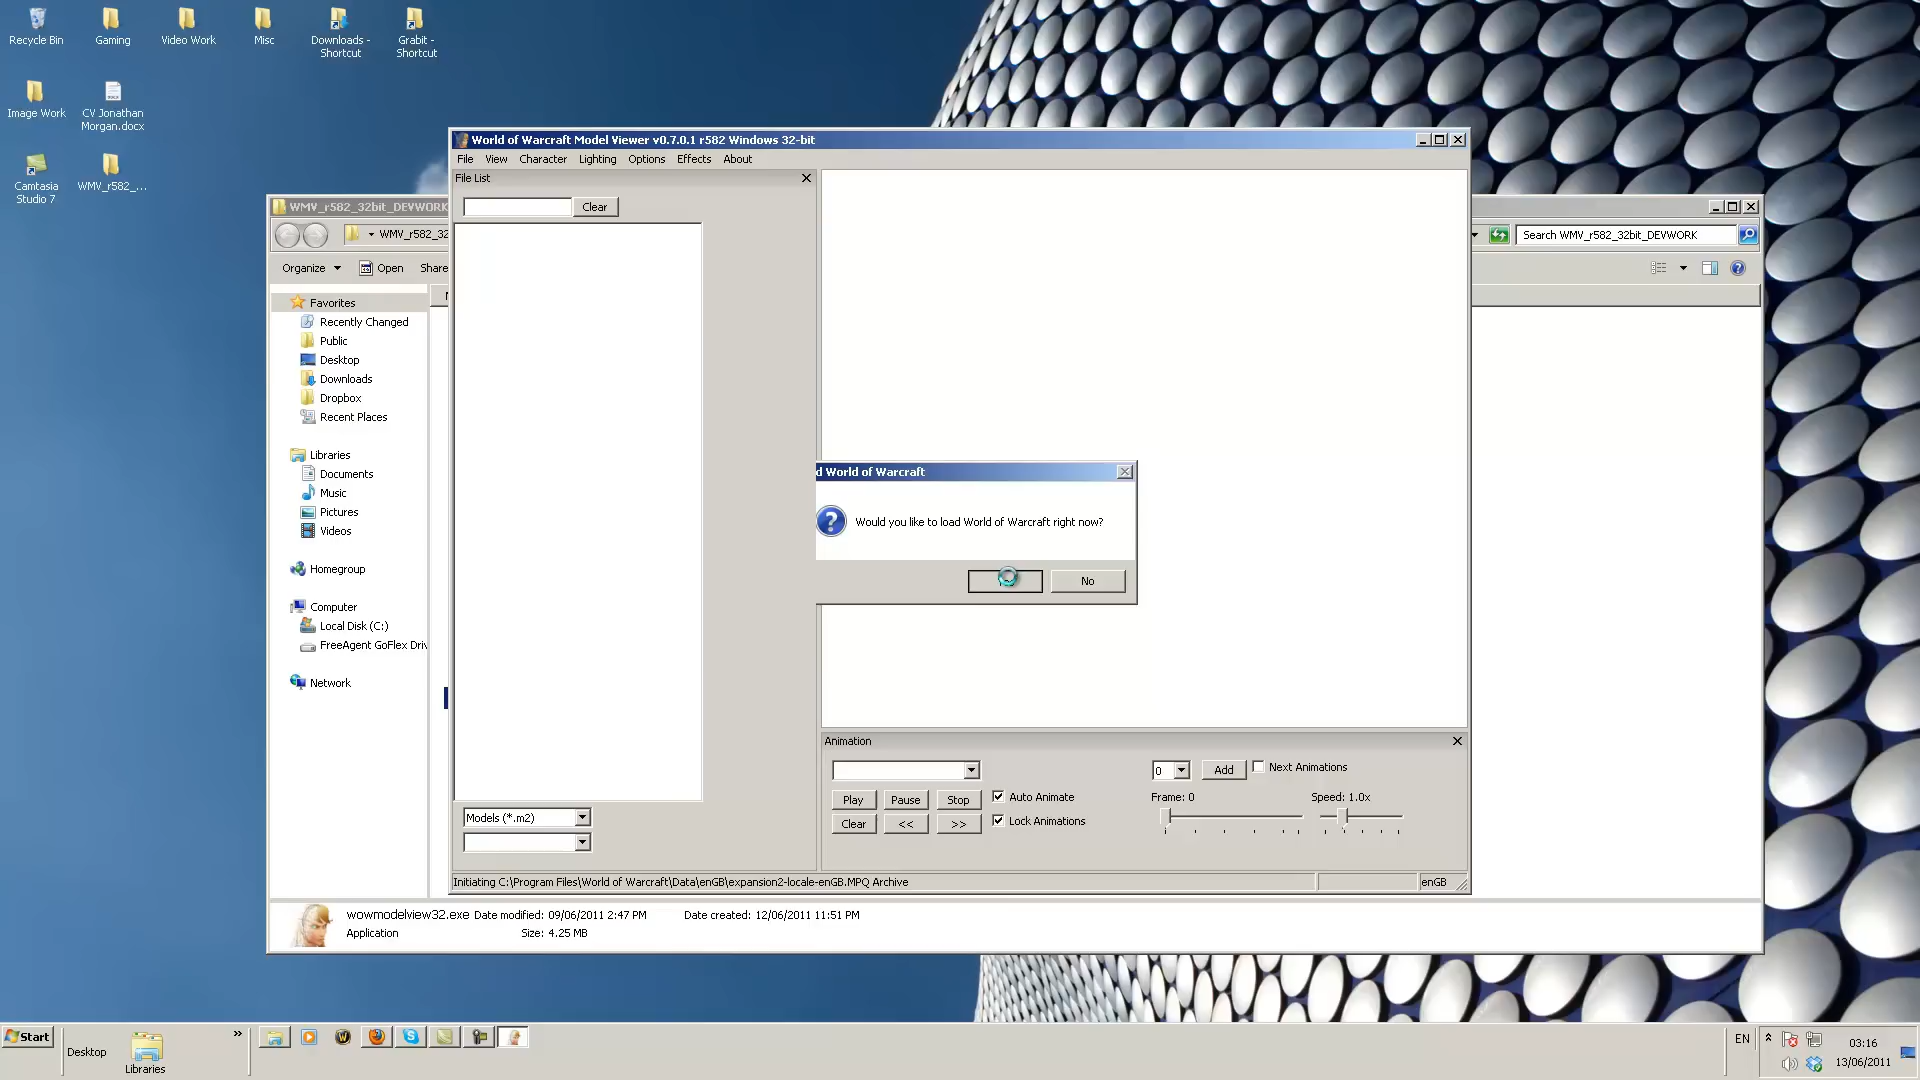 Recycle Bin
Gaming
Video Work
Misc
Downloads -
Shortcut
Grabit -
Shortcut
Image Work
CV Jonathan
Morgan.docx
Camtasia
Studio 7
WMV_r582_...
World of Warcraft Model Viewer v0.7.0.1 r582 Windows 32-bit
File View Character Lighting Options Effects About
File List
Clear
WMV_r582_32bit_DEVWORK
WMV_r582_32
Search WMV_r582_32bit_DEVWORK
Organize
Open
Share
Favorites
Recently Changed
Public
Desktop
Downloads
Dropbox
Recent Places
Libraries
Documents
Music
Pictures
Videos
Homegroup
Computer
Local Disk (C:)
FreeAgent GoFlex Driv
Network
d World of Warcraft
Would you like to load World of Warcraft right now?
No
Models (*.m2)
Animation
0
Add
Next Animations
Play
Pause
Stop
Auto Animate
Frame: 0
Speed: 1.0x
Clear
<<
>>
Lock Animations
Initiating C:\Program Files\World of Warcraft\Data\enGB\expansion2-locale-enGB.MPQ Archive
enGB
wowmodelview32.exe Date modified: 09/06/2011 2:47 PM
Date created: 12/06/2011 11:51 PM
Application
Size: 4.25 MB
Start
Desktop
Libraries
EN
03:16
13/06/2011